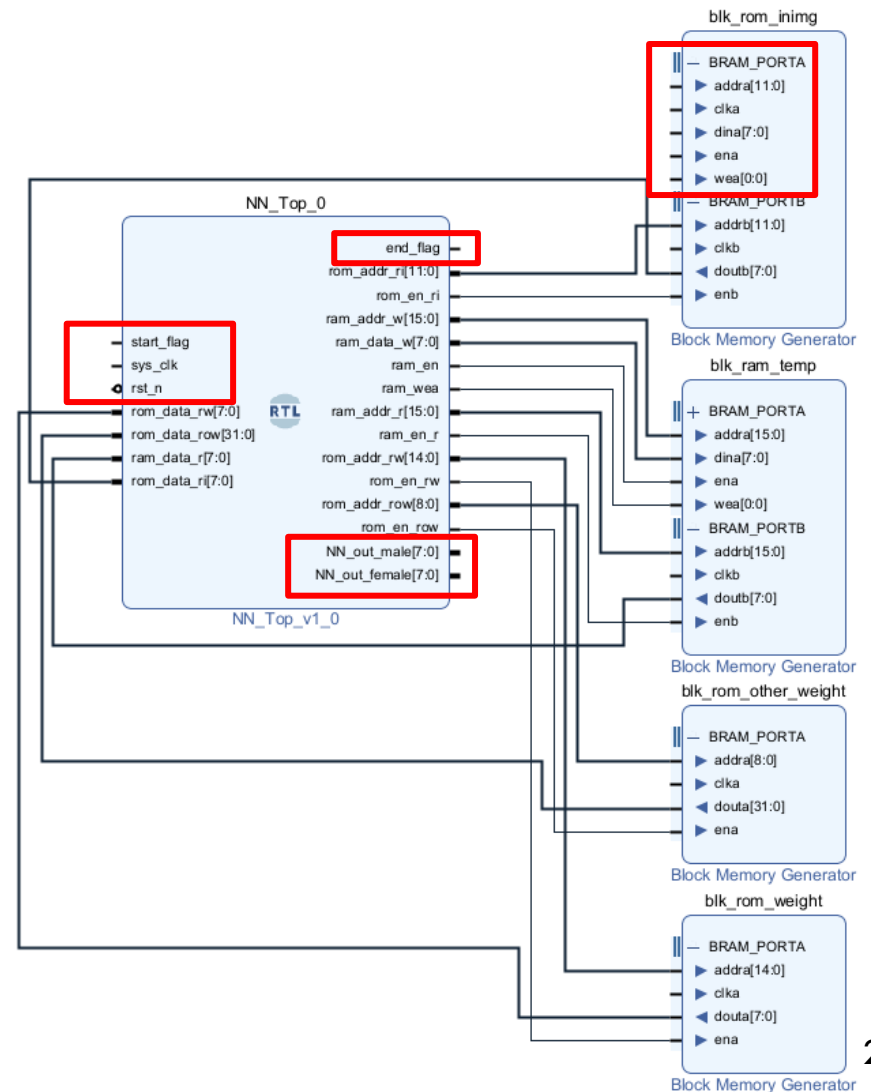 NN_Top_0
end_flag
rom_addr_ri[11:0]
rom_en_ri
ram_addr_w[15:0]
start_flag
ram_data_w[7:0]
sys_clk
ram_en
rst_n
ram_wea
rom_data_rw[7:0]
RTL
ram_addr_r[15:0]
rom_data_row[31:0]
ram_en_r
ram_data_r[7:0]
rom_addr_rw[14:0]
rom_data_ri[7:0]
rom_en_rw
rom_addr_row[8:0]
rom_en_row
NN_out_male[7:0]
NN_out_female[7:0]
NN_Top_v1_0
blk_rom_inimg
BRAM_PORTA
addra[11:0]
clka
dina[7:0]
ena
wea[0:0]
BRAM_PORTB
addrb[11:0]
clkb
doutb[7:0]
enb
Block Memory Generator
blk_ram_temp
BRAM_PORTA
addra[15:0]
dina[7:0]
ena
wea[0:0]
BRAM_PORTB
addrb[15:0]
clkb
doutb[7:0]
enb
Block Memory Generator
blk_rom_other_weight
BRAM_PORTA
addra[8:0]
clka
douta[31:0]
ena
Block Memory Generator
blk_rom_weight
BRAM_PORTA
addra[14:0]
clka
douta[7:0]
ena
Block Memory Generator
2